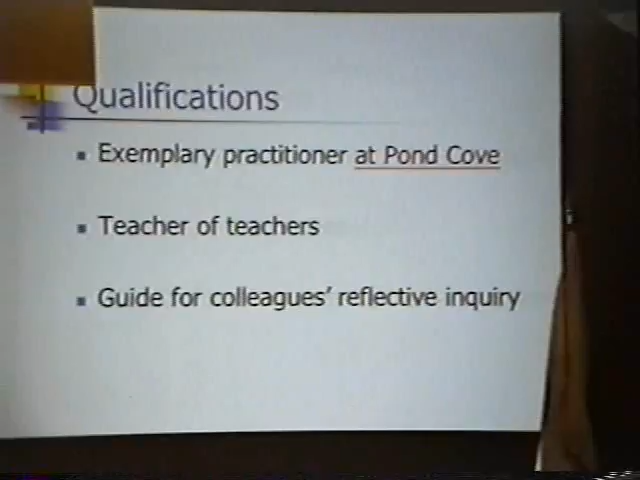 Qualifications
Exemplary practitioner at Pond Cove
Teacher of teachers
Guide for colleagues' reflective inquiry